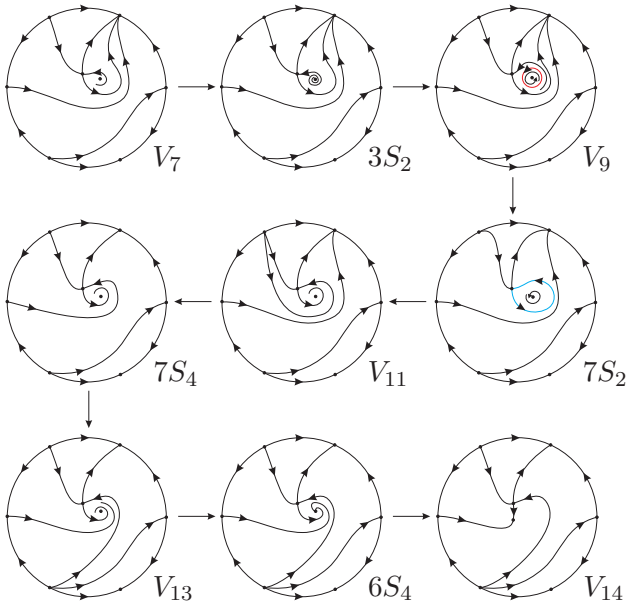 V₇ 3S₂ V₉
7S₄ V₁₁ 7S₂
V₁₃ 6S₄ V₁₄